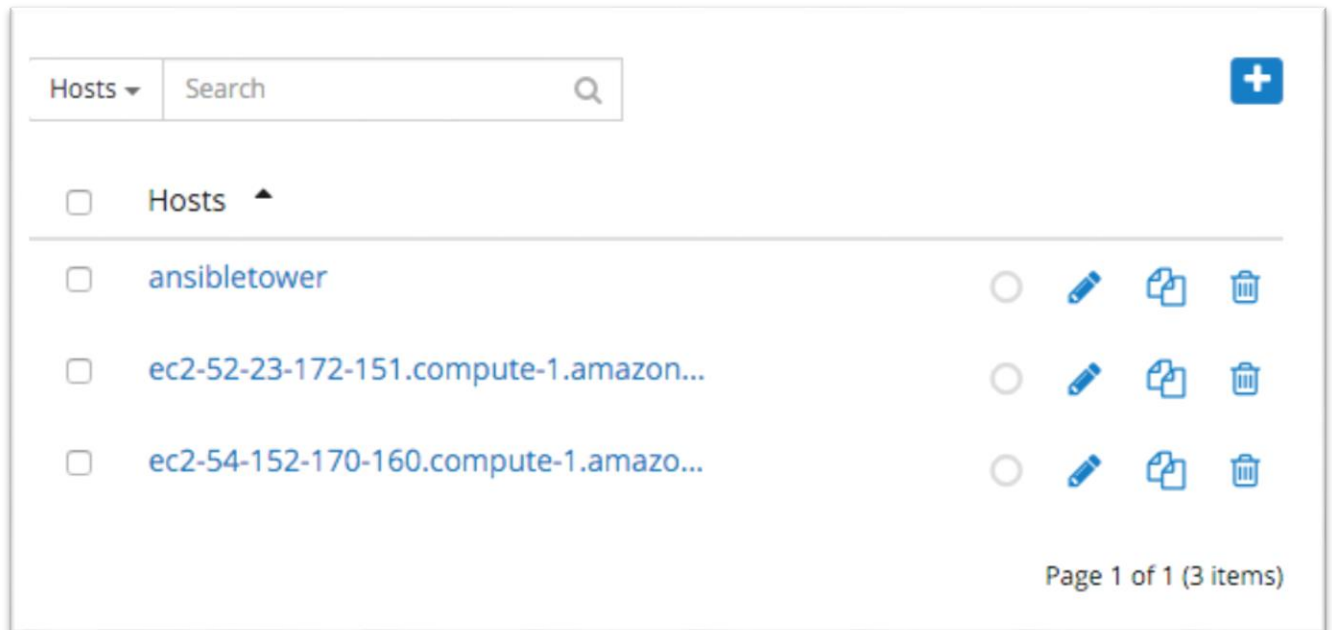 Hosts Search
Hosts
ansibletower
ec2-52-23-172-151.compute-1.amazon...
ec2-54-152-170-160.compute-1.amazo...
Page 1 of 1 (3 items)